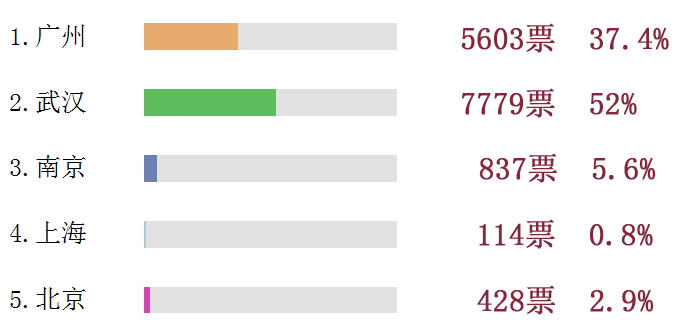 1.广州 5603票 37.4%
2.武汉 7779票 52%
3.南京 837票 5.6%
4.上海 114票 0.8%
5.北京 428票 2.9%